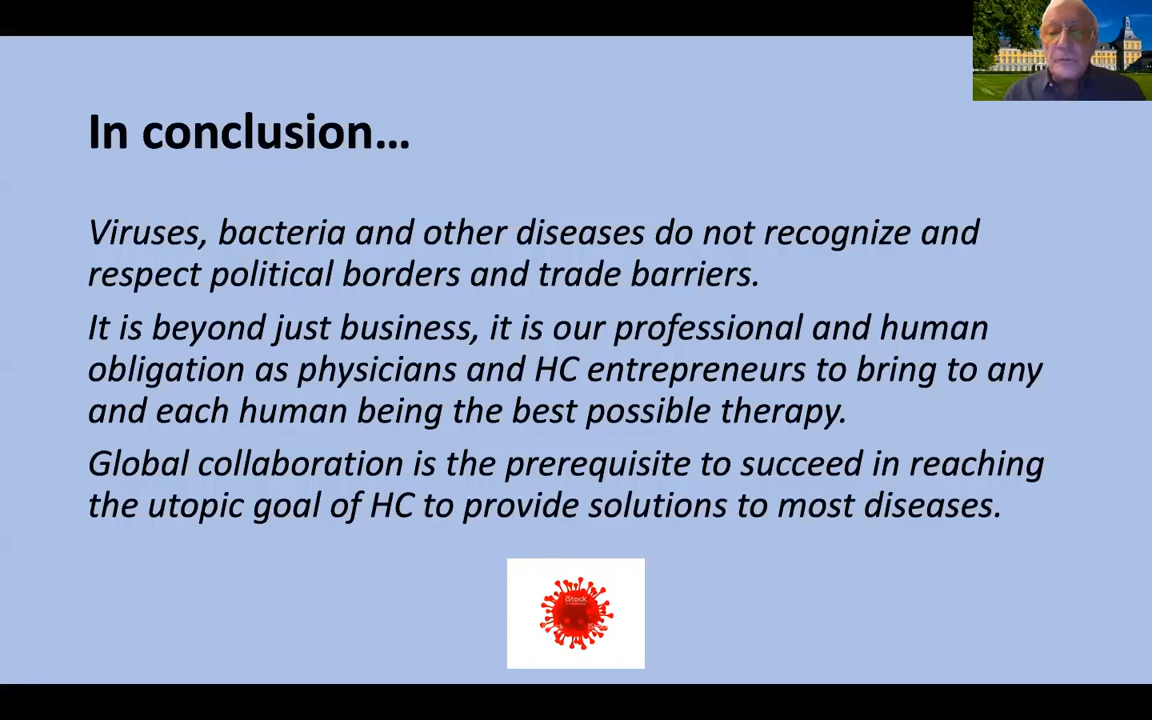 In conclusion…
Viruses, bacteria and other diseases do not recognize and
respect political borders and trade barriers.
It is beyond just business, it is our professional and human
obligation as physicians and HC entrepreneurs to bring to any
and each human being the best possible therapy.
Global collaboration is the prerequisite to succeed in reaching
the utopic goal of HC to provide solutions to most diseases.
iStock